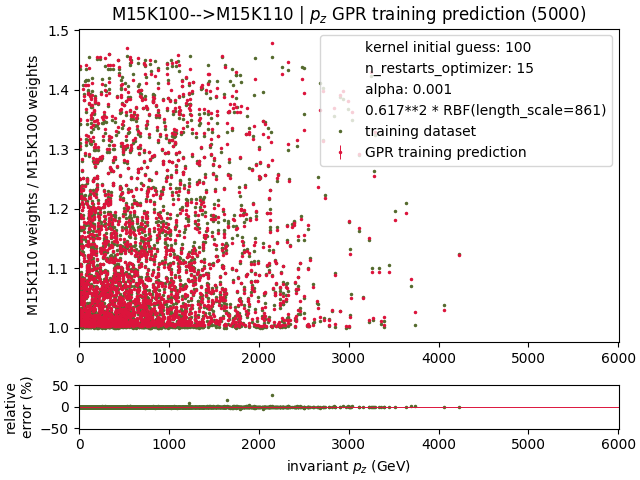 M15K100-->M15K110 | p_z GPR training prediction (5000)
M15K110 weights / M15K100 weights
1.5
1.4
1.3
1.2
1.1
1.0
kernel initial guess: 100
n_restarts_optimizer: 15
alpha: 0.001
0.617**2 * RBF(length_scale=861)
training dataset
GPR training prediction
0 1000 2000 3000 4000 5000 6000
relative
error (%)
50
0
−50
0 1000 2000 3000 4000 5000 6000
invariant p_z (GeV)